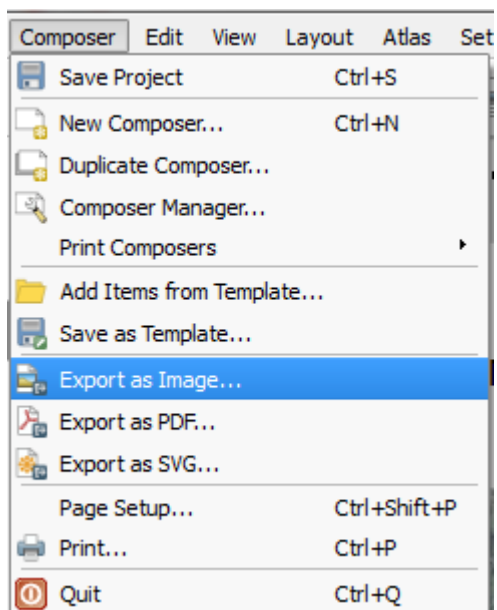 Composer Edit View Layout Atlas Set
Save Project Ctrl+S
New Composer... Ctrl+N
Duplicate Composer...
Composer Manager...
Print Composers
Add Items from Template...
Save as Template...
Export as Image...
Export as PDF...
Export as SVG...
Page Setup... Ctrl+Shift+P
Print... Ctrl+P
Quit Ctrl+Q